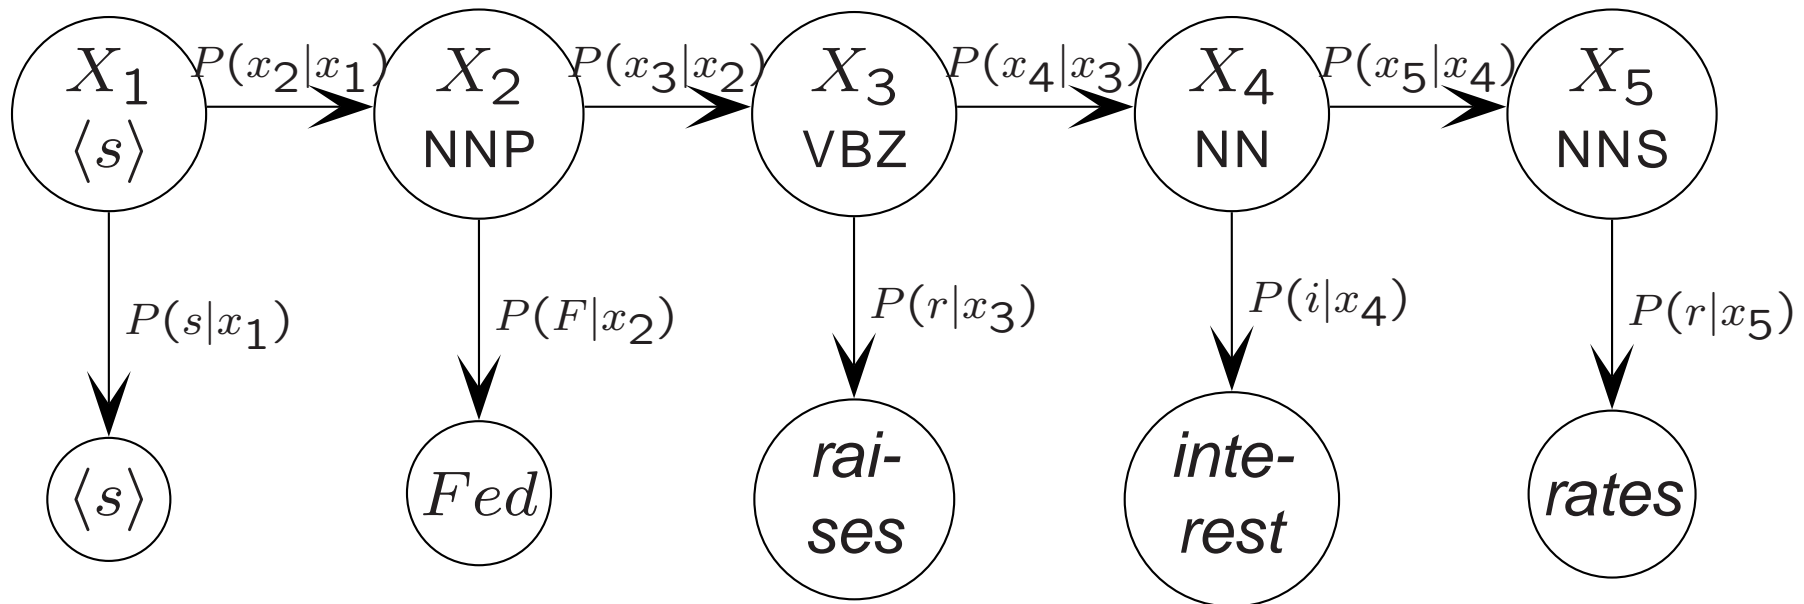 X₁ P(x₂|x₁) X₂ P(x₃|x₂) X₃ P(x₄|x₃) X₄ P(x₅|x₄) X₅
⟨s⟩ NNP VBZ NN NNS
P(s|x₁) P(F|x₂) P(r|x₃) P(i|x₄) P(r|x₅)
⟨s⟩ Fed rai- inte- rates
ses rest